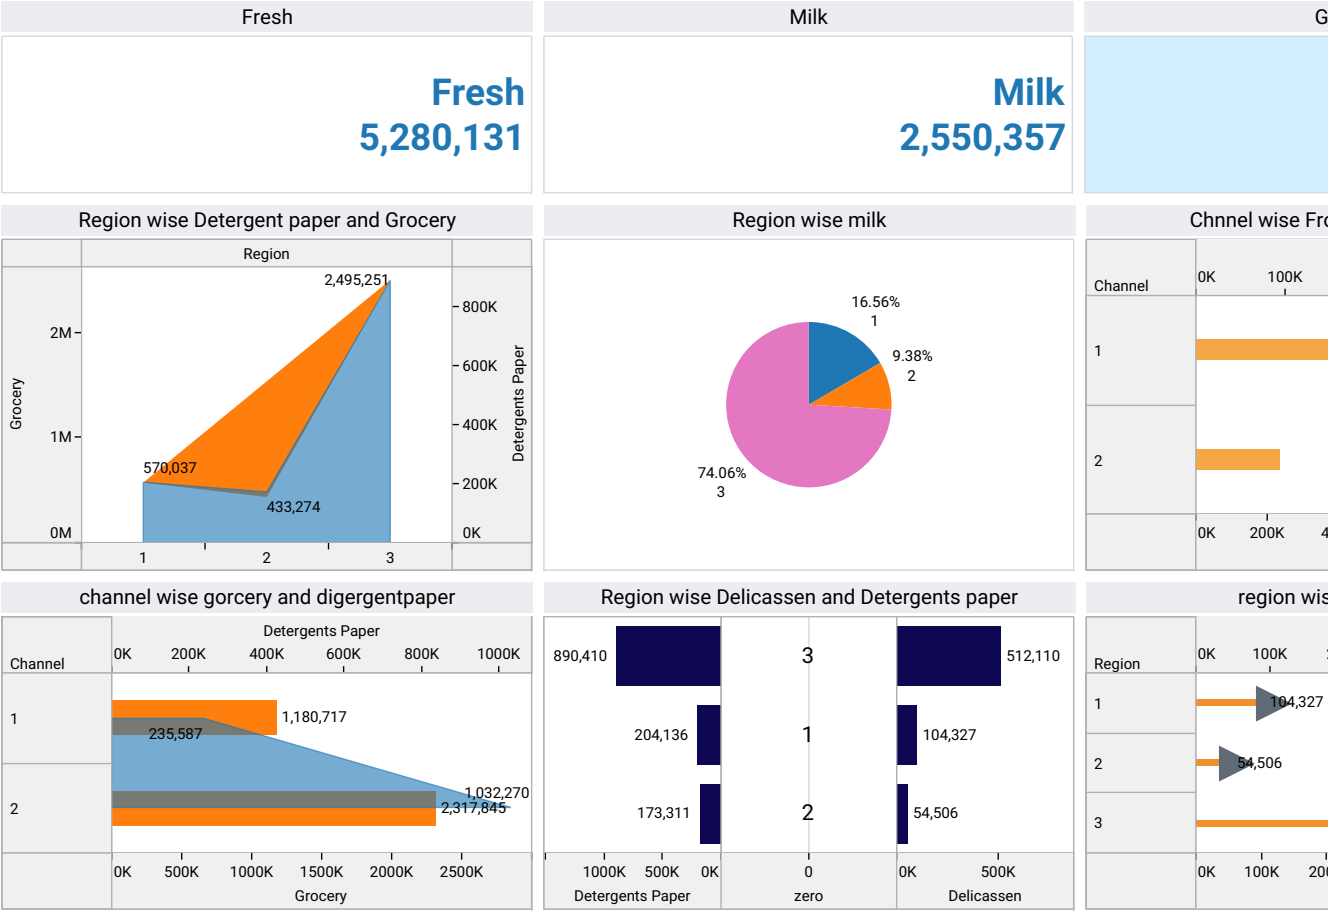 Fresh
Milk
G
Fresh
5,280,131
Milk
2,550,357
Region wise Detergent paper and Grocery
Region
2,495,251
570,037
433,274
2M
1M
0M
Grocery
800K
600K
400K
200K
0K
Detergents Paper
1
2
3
Region wise milk
16.56%
1
9.38%
2
74.06%
3
Chnnel wise Fro
Channel
0K 100K
1
2
0K 200K 4
channel wise gorcery and digergentpaper
Detergents Paper
Channel
0K 200K 400K 600K 800K 1000K
1
1,180,717
235,587
2
1,032,270
2,317,845
0K 500K 1000K 1500K 2000K 2500K
Grocery
Region wise Delicassen and Detergents paper
890,410 3 512,110
204,136 1 104,327
173,311 2 54,506
1000K 500K 0K 0 0K 500K
Detergents Paper zero Delicassen
region wis
Region
0K 100K 2
1 104,327
2 54,506
3
0K 100K 200